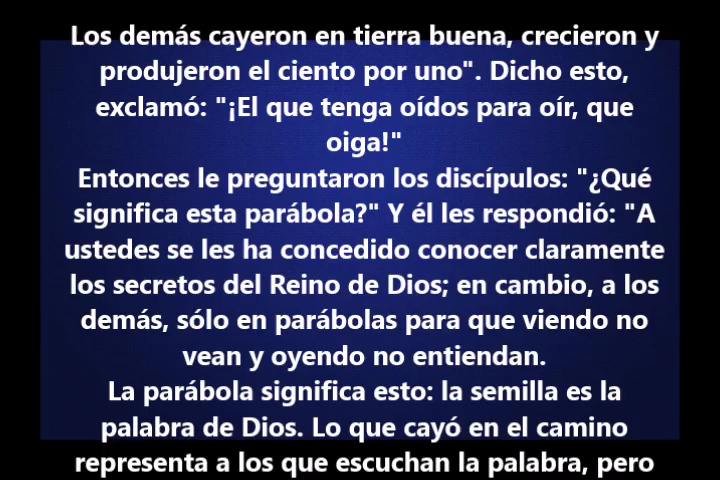 Los demás cayeron en tierra buena, crecieron y
produjeron el ciento por uno". Dicho esto,
exclamó: "¡El que tenga oídos para oír, que
oiga!"
Entonces le preguntaron los discípulos: "¿Qué
significa esta parábola?" Y él les respondió: "A
ustedes se les ha concedido conocer claramente
los secretos del Reino de Dios; en cambio, a los
demás, sólo en parábolas para que viendo no
vean y oyendo no entiendan.
La parábola significa esto: la semilla es la
palabra de Dios. Lo que cayó en el camino
representa a los que escuchan la palabra, pero